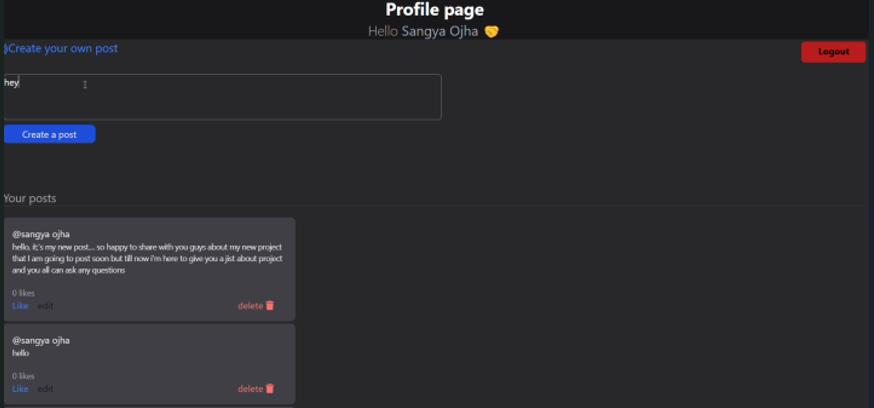 Profile page
Hello Sangya Ojha 🤝
@Create your own post
Logout
hey
Create a post
Your posts
@sangya ojha
hello, it's my new post.... so happy to share with you guys about my new project
that I am going to post soon but till now i'm here to give you a jist about project
and you all can ask any questions
0 likes
Like edit delete
@sangya ojha
hello
0 likes
Like edit delete